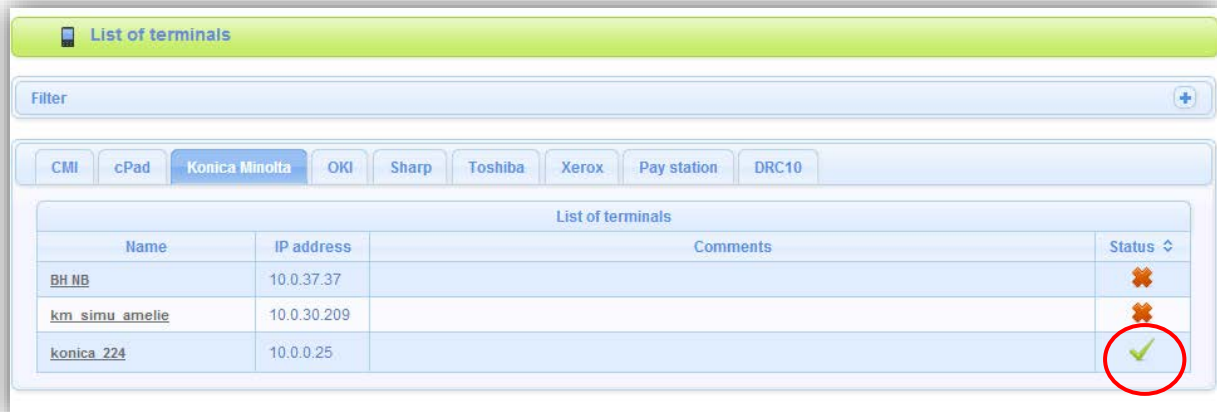 List of terminals
Filter
CMI cPad Konica Minolta OKI Sharp Toshiba Xerox Pay station DRC10
List of terminals
Name IP address Comments Status
BH NB 10.0.37.37
km_simu_amelie 10.0.30.209
konica_224 10.0.0.25